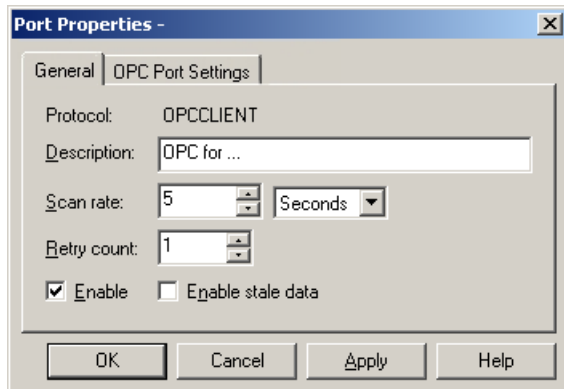 Port Properties -
General OPC Port Settings
Protocol: OPCCLIENT
Description: OPC for ...
Scan rate: 5 Seconds
Retry count: 1
Enable Enable stale data
OK Cancel Apply Help